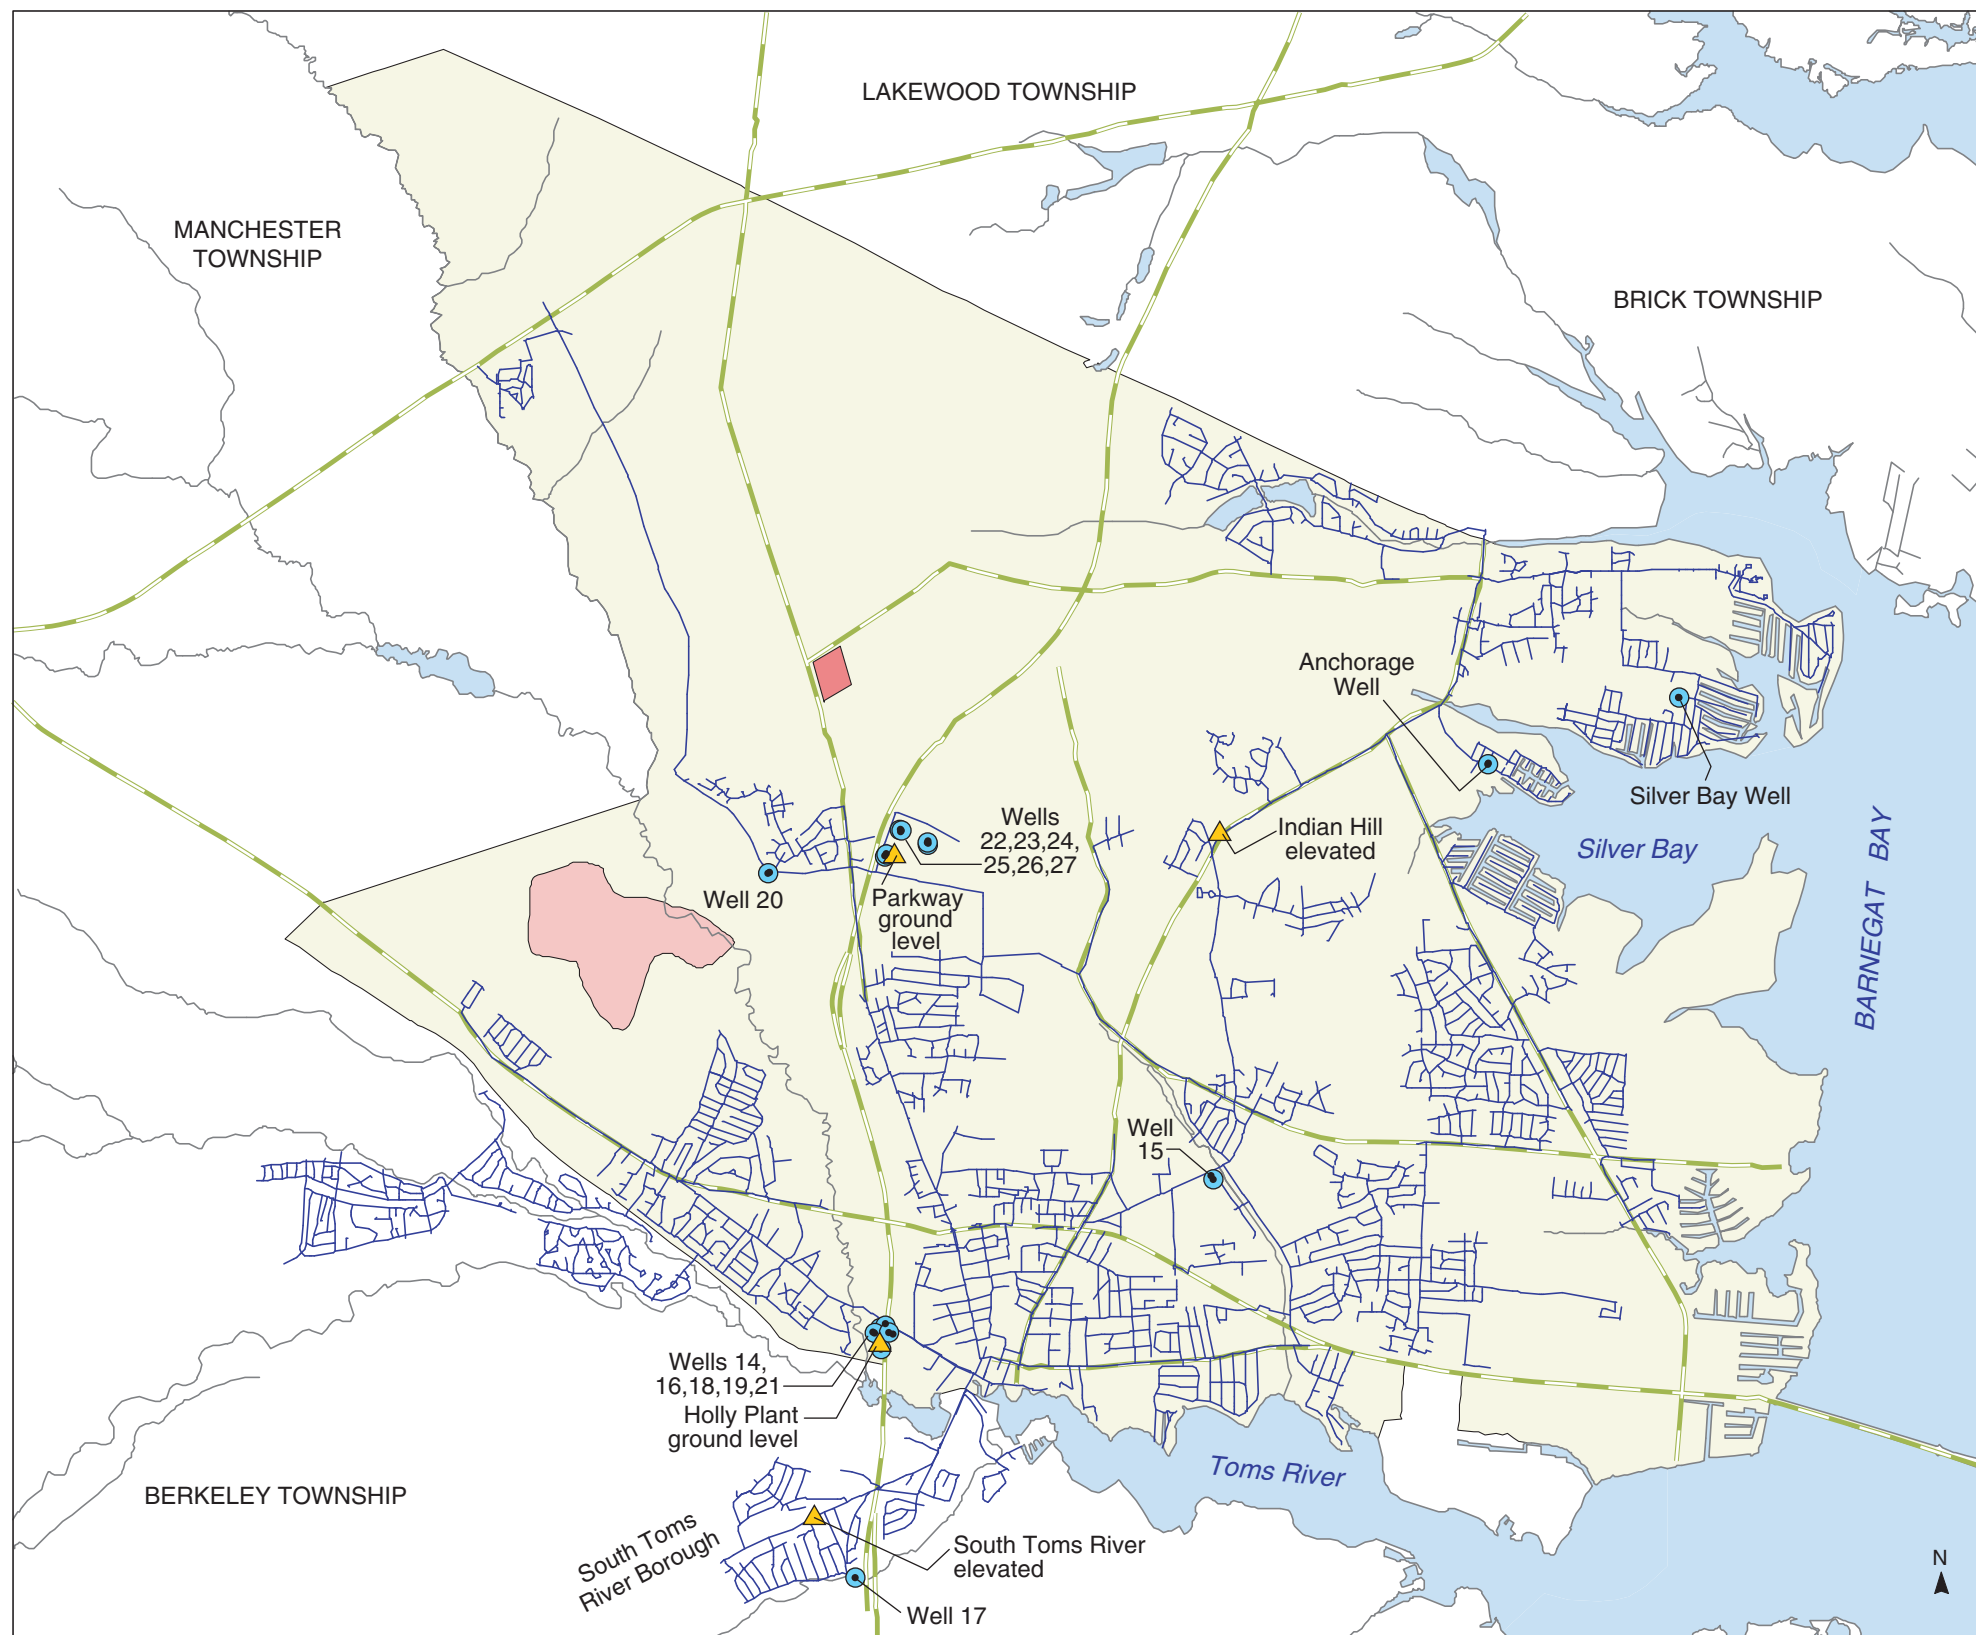 LAKEWOOD TOWNSHIP
MANCHESTER
TOWNSHIP
BRICK TOWNSHIP
Anchorage
Well
Silver Bay Well
Wells
22,23,24,
25,26,27
Indian Hill
elevated
Silver Bay
BARNEGAT BAY
Well 20
Parkway
ground
level
Well
15
Wells 14,
16,18,19,21
Holly Plant
ground level
Toms River
BERKELEY TOWNSHIP
South Toms
River Borough
South Toms River
elevated
Well 17
N